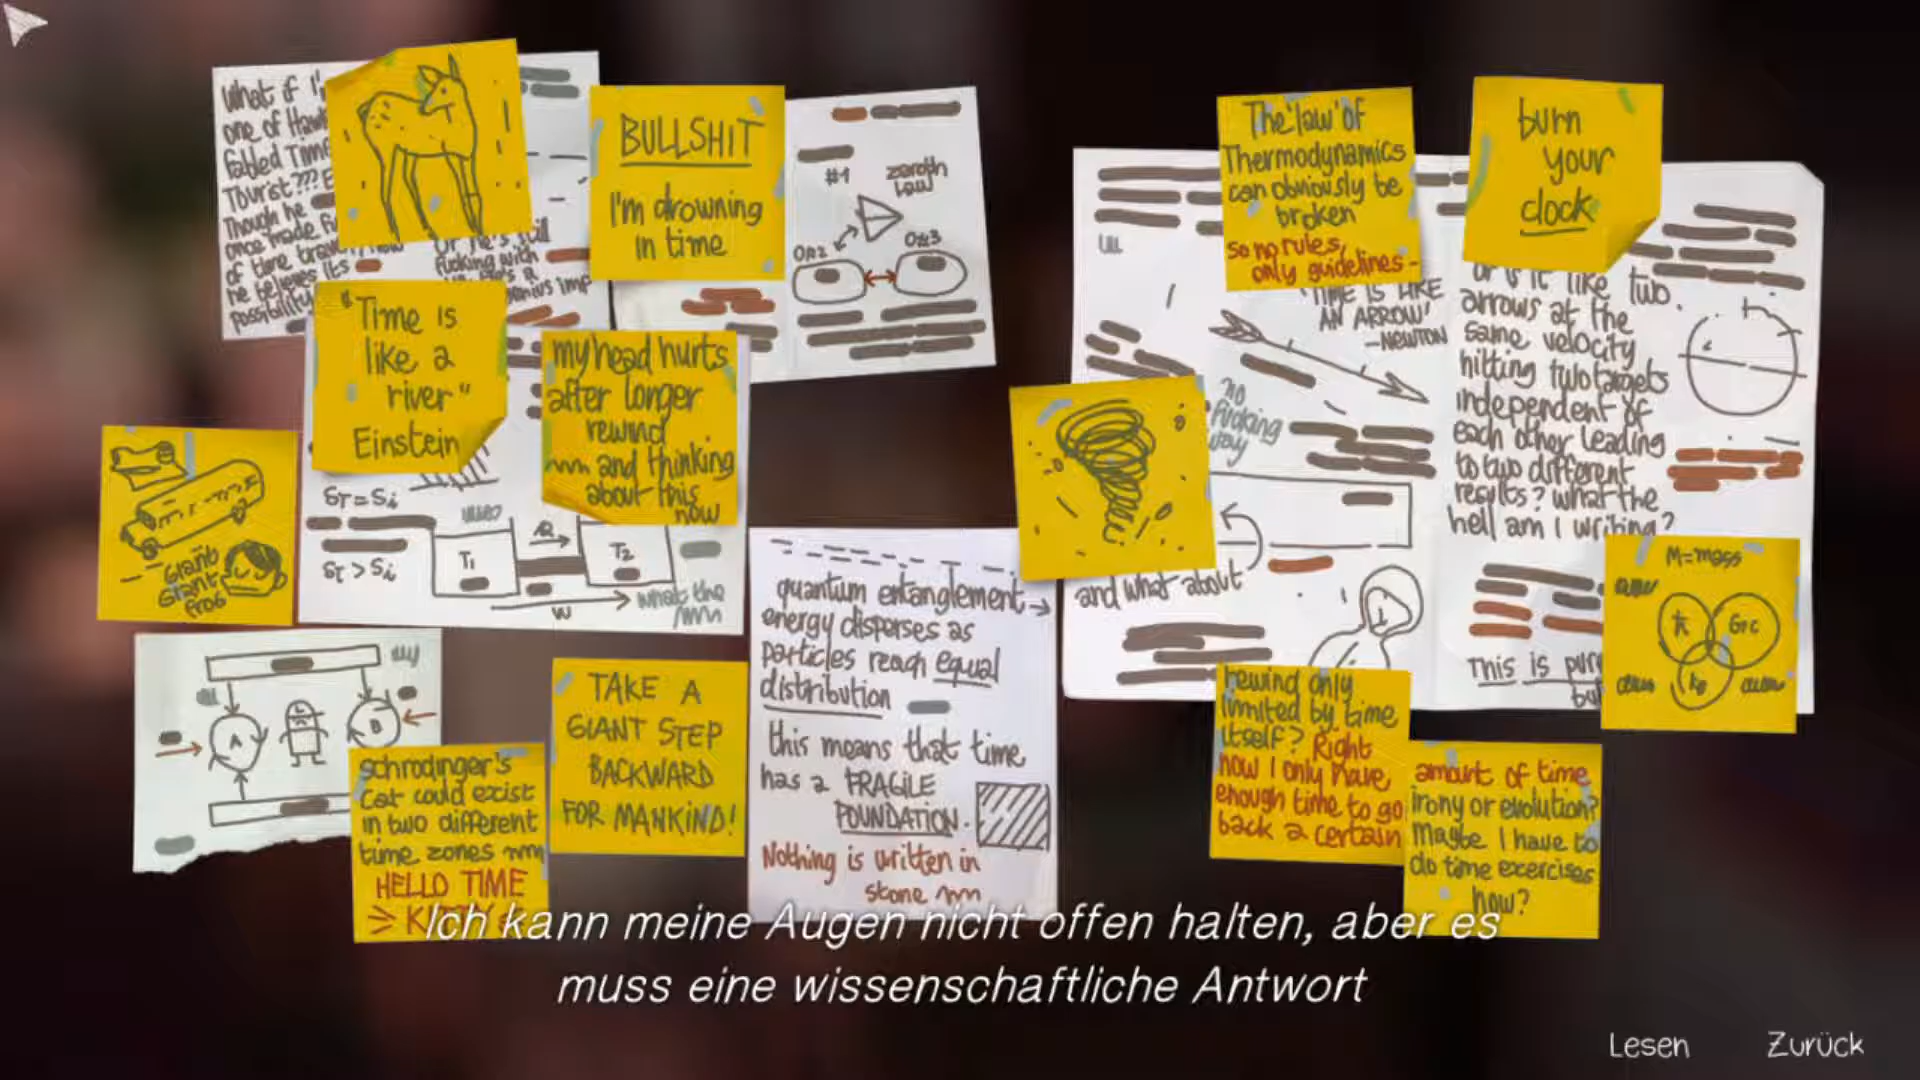 What if I'
one of
fabled Time
Tourist???
Though he
once made
of time
he believes its
possibility
Or he's still
fucking with
BULLSHIT
I'm drowning
in time
#1
zeroth
law
Obj2
Obj3
"Time is
like a
river"
Einstein
my head hurts
after longer
rewind
and thinking
about this
now
Giant
Giant
frog
ST=Si
ST>Si
T1
T2
W
what the
A
B
schrodinger's
cat could exist
in two different
time zones
HELLO TIME
TAKE A
GIANT STEP
BACKWARD
FOR MANKIND!
quantum entanglement
energy disperses as
particles reach equal
distribution
this means that time
has a FRAGILE
FOUNDATION.
Nothing is written in
stone
The 'law' of
Thermodynamics
can obviously be
broken
so no rules,
only guidelines-
burn
your
clock
'TIME IS LIKE
AN ARROW'
-NEWTON
no
fucking
way
and what about
or is it like two
arrows at the
same velocity
hitting two targets
independent of
each other leading
to two different
results? what the
hell am I writing?
This is pur
bu
M=mass
rewind only
limited by time
itself? Right
now I only have
enough time to go
back a certain
amount of time
irony or evolution?
Maybe I have to
do time exercises
now?
Ich kann meine Augen nicht offen halten, aber es
muss eine wissenschaftliche Antwort
Lesen
Zurück